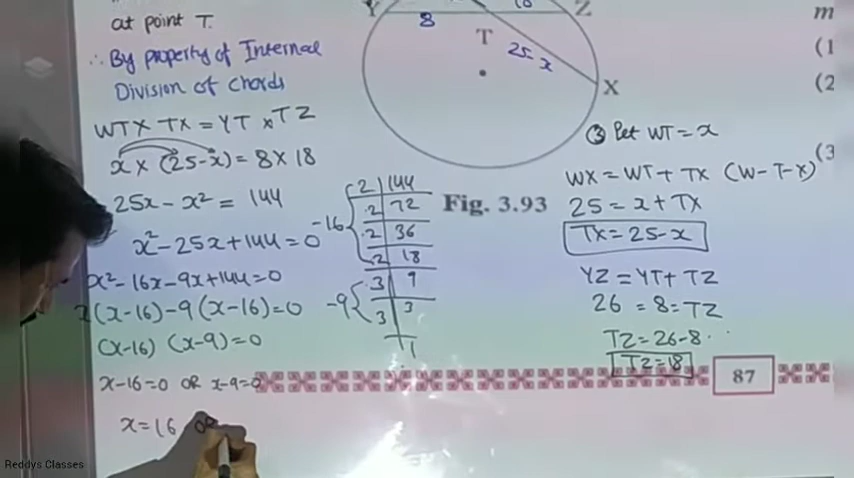 at point T.
∴ By property of Internal
Division of chords
WTX TX = YT x TZ
x x (25-x) = 8 x 18
25x - x² = 144
x² - 25x + 144 = 0
x² - 16x - 9x + 144 = 0
x(x-16) - 9(x-16) = 0
(x-16) (x-9) = 0
x-16=0 OR x-9=0
x = 16 OR
Y
8
18
Z
T
25-x
X
-16
2 144
2 72
2 36
2 18
-9
3 9
3 3
1
Fig. 3.93
③ Let WT = x
WX = WT + TX (W-T-X)
25 = x + TX
TX = 25-x
YZ = YT + TZ
26 = 8 = TZ
TZ = 26-8
TZ = 18
87
m
(1
(2
(3
Reddys Classes